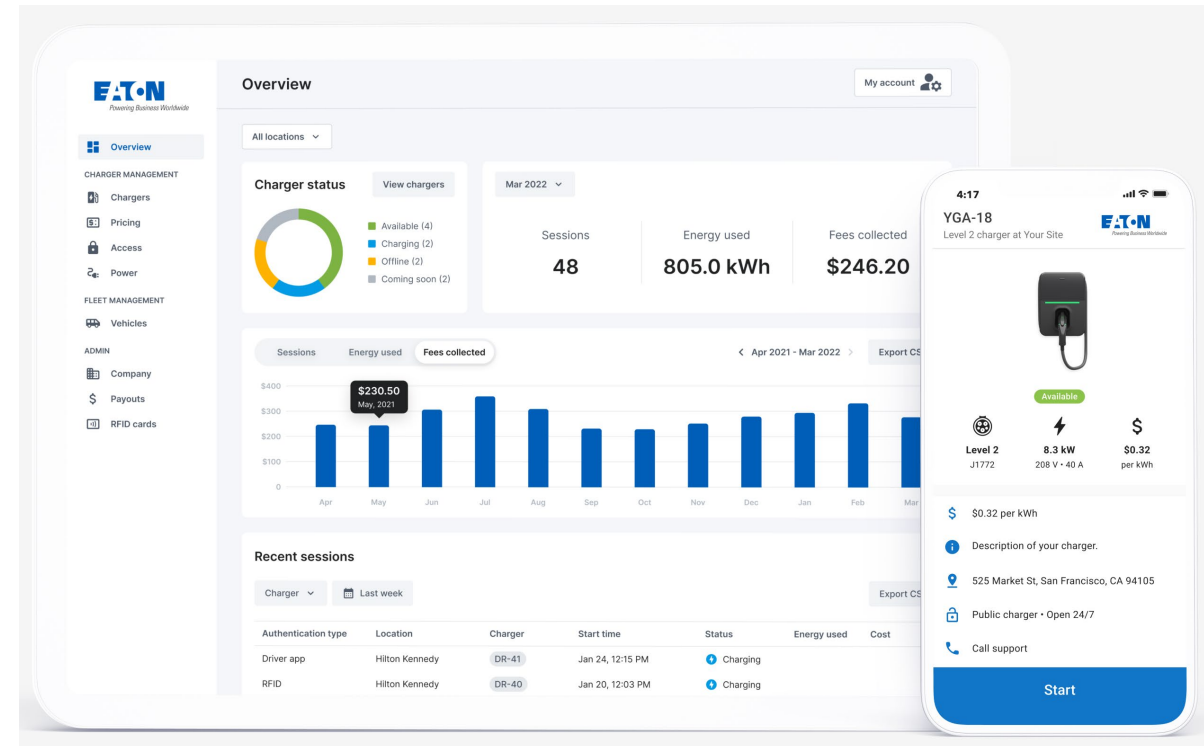 EATON
Powering Business Worldwide
Overview
CHARGER MANAGEMENT
Chargers
Pricing
Access
Power
FLEET MANAGEMENT
Vehicles
ADMIN
Company
Payouts
RFID cards
Overview
My account
All locations
Charger status
View chargers
Available (4)
Charging (2)
Offline (2)
Coming soon (2)
Mar 2022
Sessions
48
Energy used
805.0 kWh
Fees collected
$246.20
Sessions Energy used Fees collected
Apr 2021 - Mar 2022
Export CS
$400
$300
$200
$100
0
$230.50
May, 2021
Apr May Jun Jul Aug Sep Oct Nov Dec Jan Feb Mar
Recent sessions
Charger
Last week
Export CS
Authentication type Location Charger Start time Status Energy used Cost
Driver app Hilton Kennedy DR-41 Jan 24, 12:15 PM Charging
RFID Hilton Kennedy DR-40 Jan 20, 12:03 PM Charging
4:17
YGA-18
Level 2 charger at Your Site
EATON
Powering Business Worldwide
Available
Level 2
J1772
8.3 kW
208 V • 40 A
$0.32
per kWh
$0.32 per kWh
Description of your charger.
525 Market St, San Francisco, CA 94105
Public charger • Open 24/7
Call support
Start